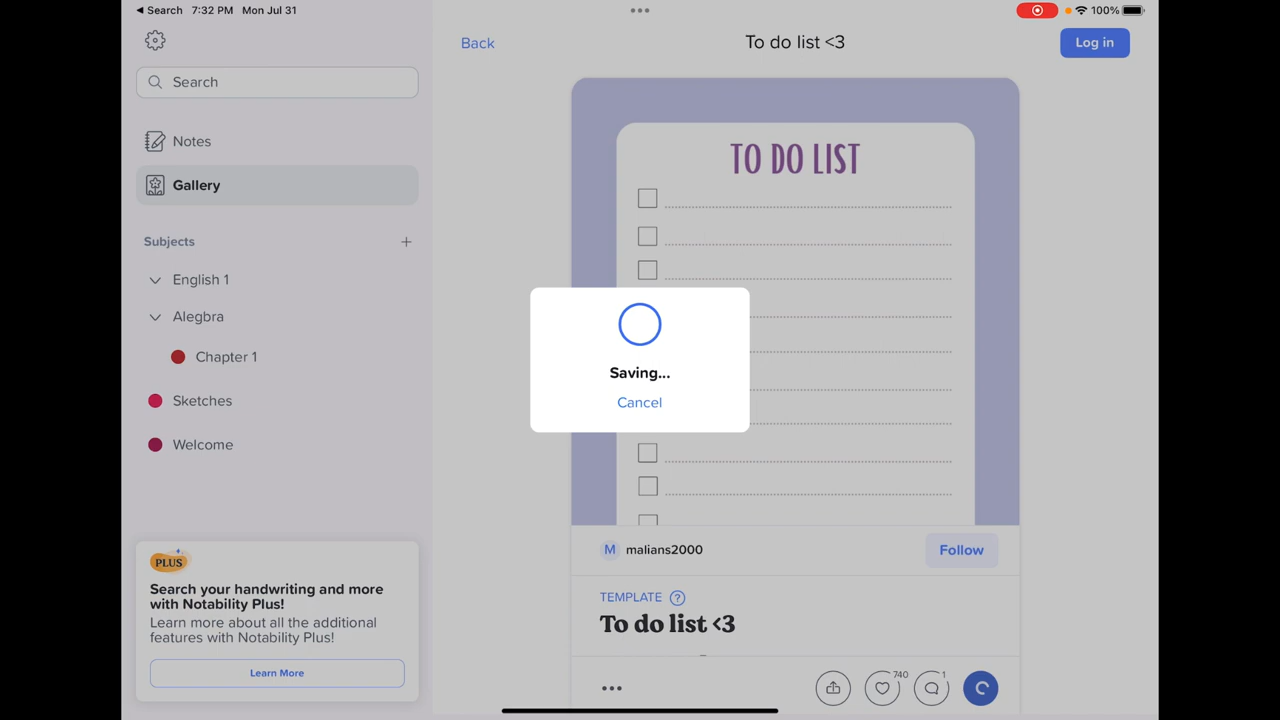 Search 7:32 PM Mon Jul 31
100%
Search
Notes
Gallery
Subjects
English 1
Alegbra
Chapter 1
Sketches
Welcome
PLUS
Search your handwriting and more
with Notability Plus!
Learn more about all the additional
features with Notability Plus!
Learn More
Back
To do list <3
Log in
TO DO LIST
Saving...
Cancel
M malians2000
Follow
TEMPLATE ?
To do list <3
740
1